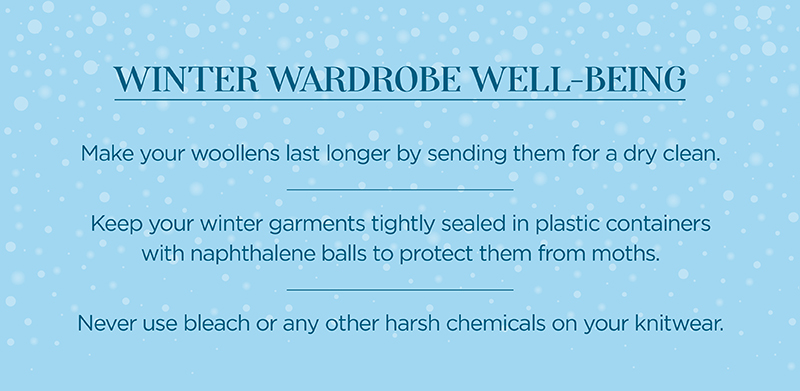 WINTER WARDROBE WELL-BEING
Make your woollens last longer by sending them for a dry clean.
Keep your winter garments tightly sealed in plastic containers
with naphthalene balls to protect them from moths.
Never use bleach or any other harsh chemicals on your knitwear.